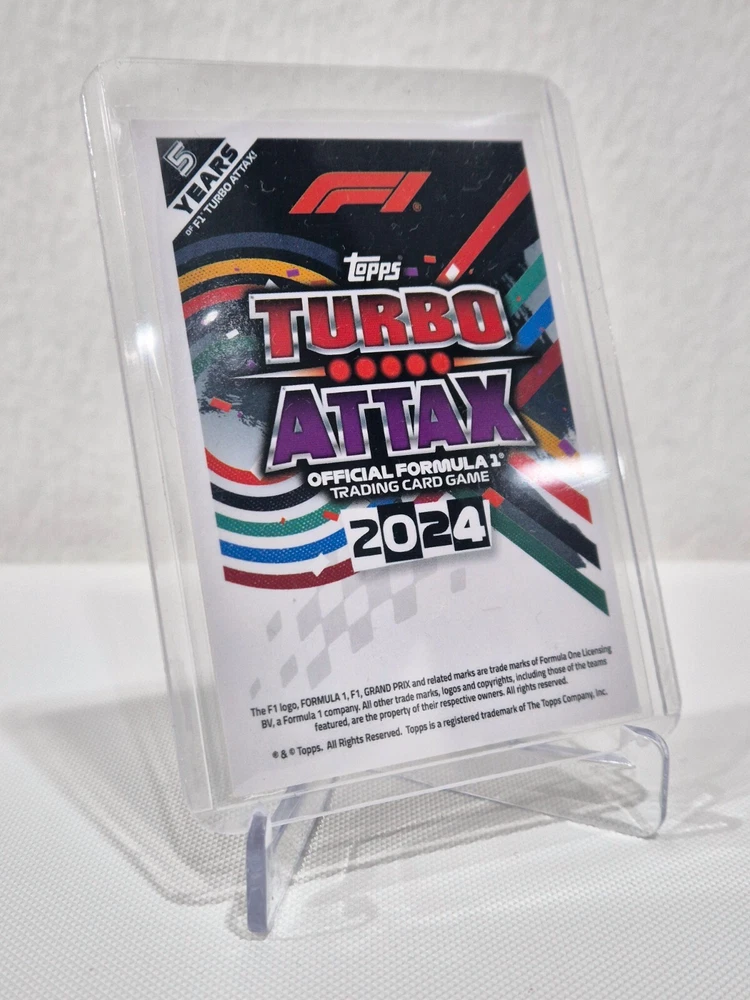 5
YEARS
OF F1® TURBO ATTAX!
F1®
Topps
TURBO
ATTAX
OFFICIAL FORMULA 1®
TRADING CARD GAME
2024
The F1 logo, FORMULA 1, F1, GRAND PRIX and related marks are trade marks of Formula One Licensing
BV, a Formula 1 company. All other trade marks, logos and copyrights, including those of the teams
featured, are the property of their respective owners. All rights reserved.
® & © Topps. All Rights Reserved. Topps is a registered trademark of The Topps Company, Inc.